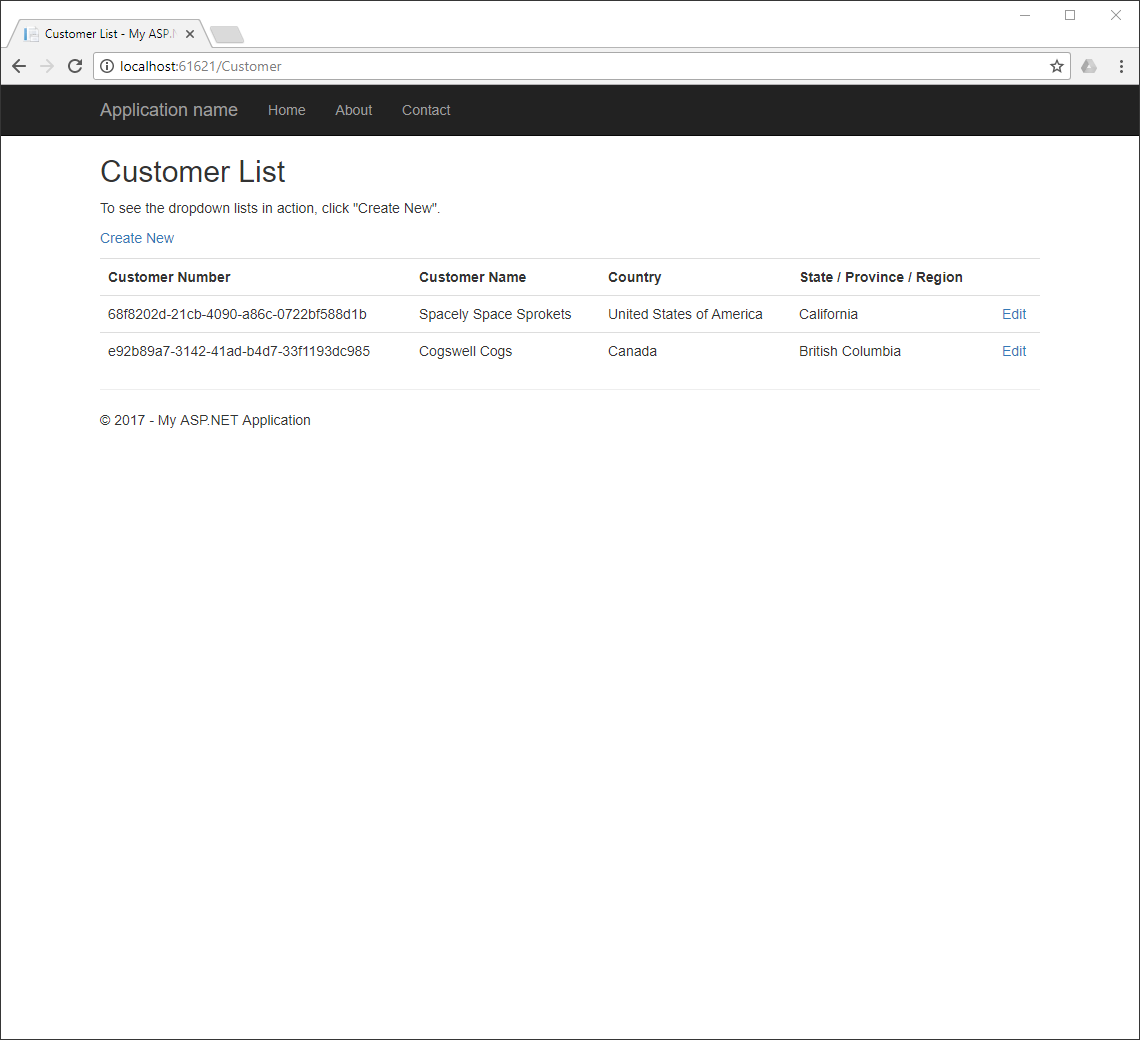 Customer List - My ASP.N
localhost:61621/Customer
Application name Home About Contact
Customer List
To see the dropdown lists in action, click "Create New".
Create New
Customer Number Customer Name Country State / Province / Region
68f8202d-21cb-4090-a86c-0722bf588d1b Spacely Space Sprokets United States of America California Edit
e92b89a7-3142-41ad-b4d7-33f1193dc985 Cogswell Cogs Canada British Columbia Edit
© 2017 - My ASP.NET Application